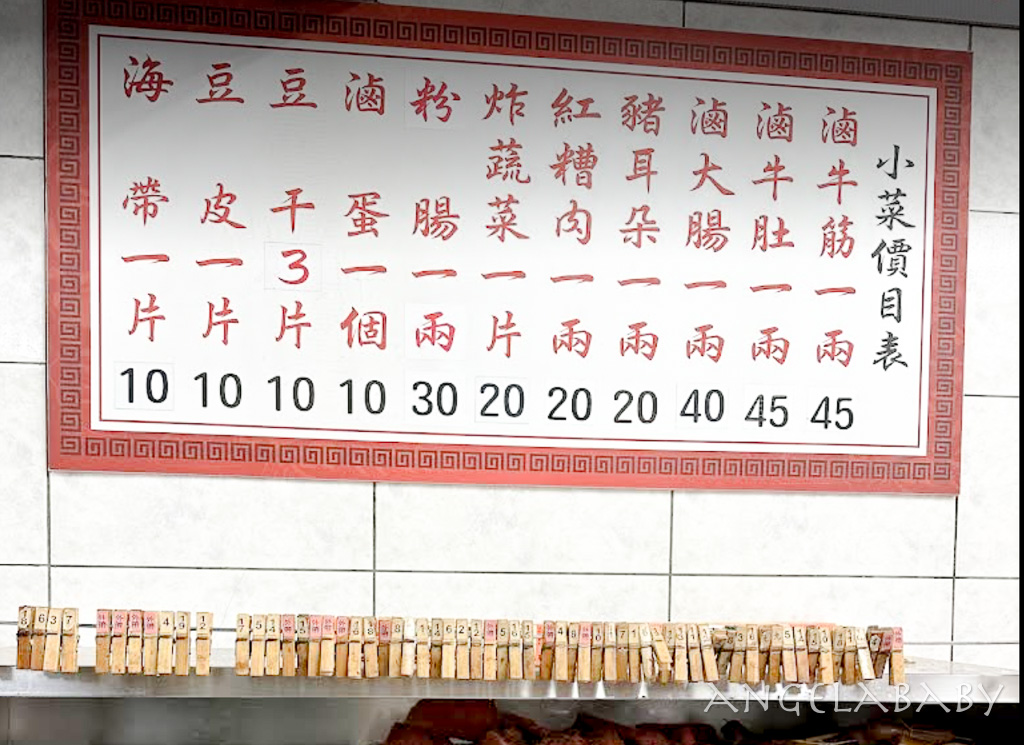 小菜價目表
滷牛筋一兩 45
滷牛肚一兩 45
滷大腸一兩 40
豬耳朵一兩 20
紅糟肉一兩 20
炸蔬菜一片 20
粉腸一兩 30
滷蛋一個 10
豆干3片 10
豆皮一片 10
海帶一片 10
ANGELABABY